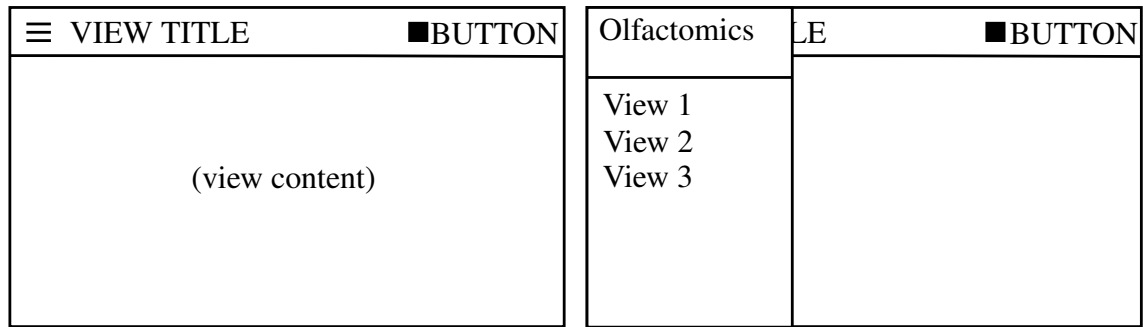 ☰ VIEW TITLE ■BUTTON
(view content)
Olfactomics LE ■BUTTON
View 1
View 2
View 3